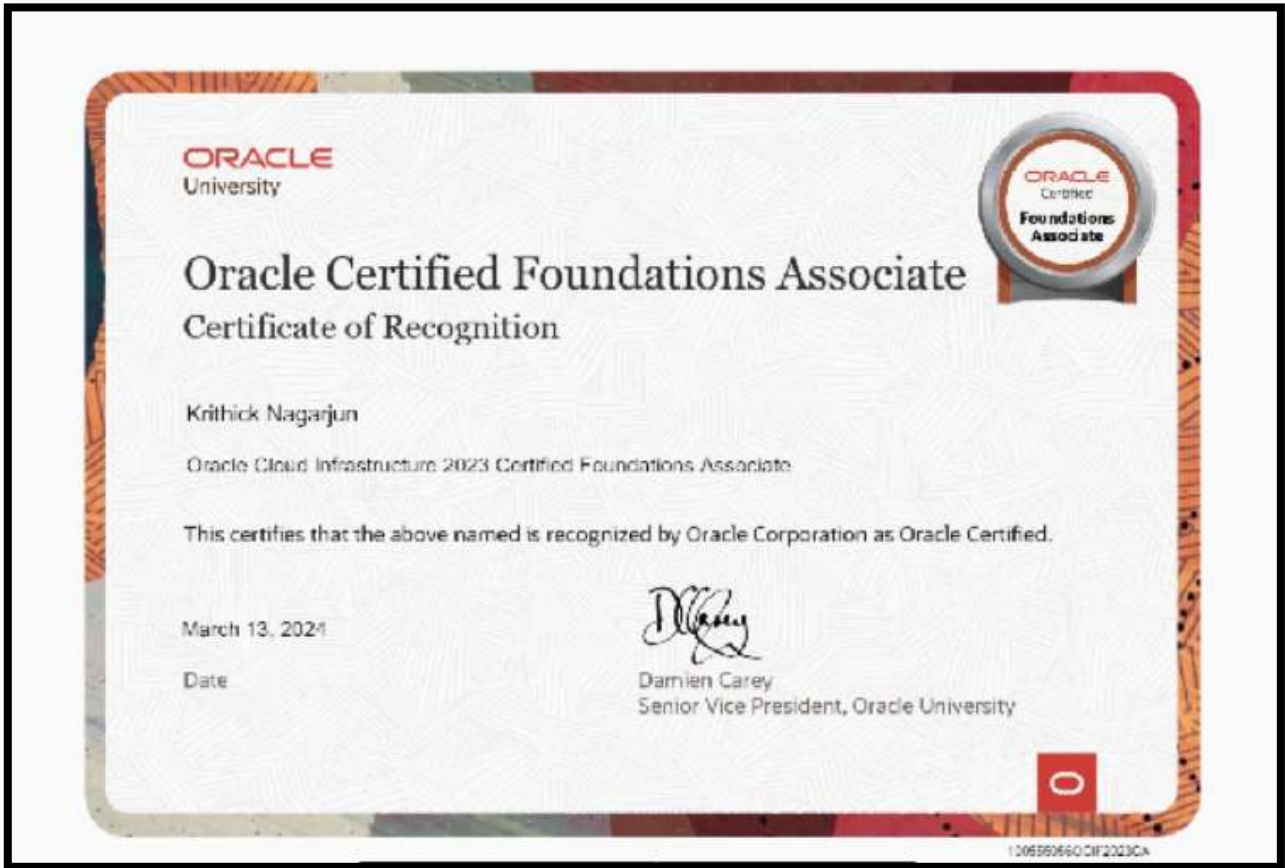 ORACLE
University
ORACLE
Certified
Foundations
Associate
Oracle Certified Foundations Associate
Certificate of Recognition
Krithick Nagarjun
Oracle Cloud Infrastructure 2023 Certified Foundations Associate
This certifies that the above named is recognized by Oracle Corporation as Oracle Certified.
March 13, 2024
Date
Damien Carey
Senior Vice President, Oracle University